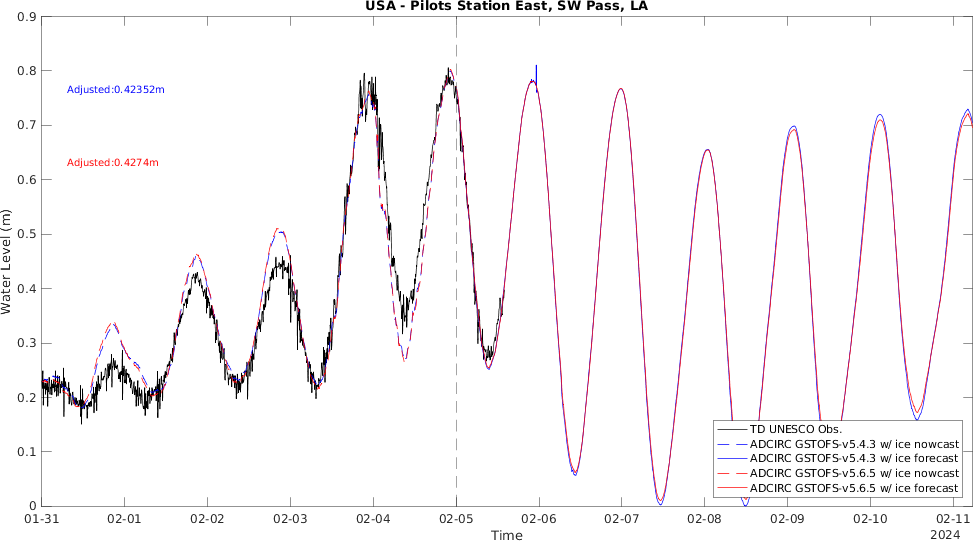 USA - Pilots Station East, SW Pass, LA
Water Level (m)
0.9
0.8
0.7
0.6
0.5
0.4
0.3
0.2
0.1
0
Adjusted:0.42352m
Adjusted:0.4274m
TD UNESCO Obs.
ADCIRC GSTOFS-v5.4.3 w/ ice nowcast
ADCIRC GSTOFS-v5.4.3 w/ ice forecast
ADCIRC GSTOFS-v5.6.5 w/ ice nowcast
ADCIRC GSTOFS-v5.6.5 w/ ice forecast
01-31 02-01 02-02 02-03 02-04 02-05 02-06 02-07 02-08 02-09 02-10 02-11
Time
2024